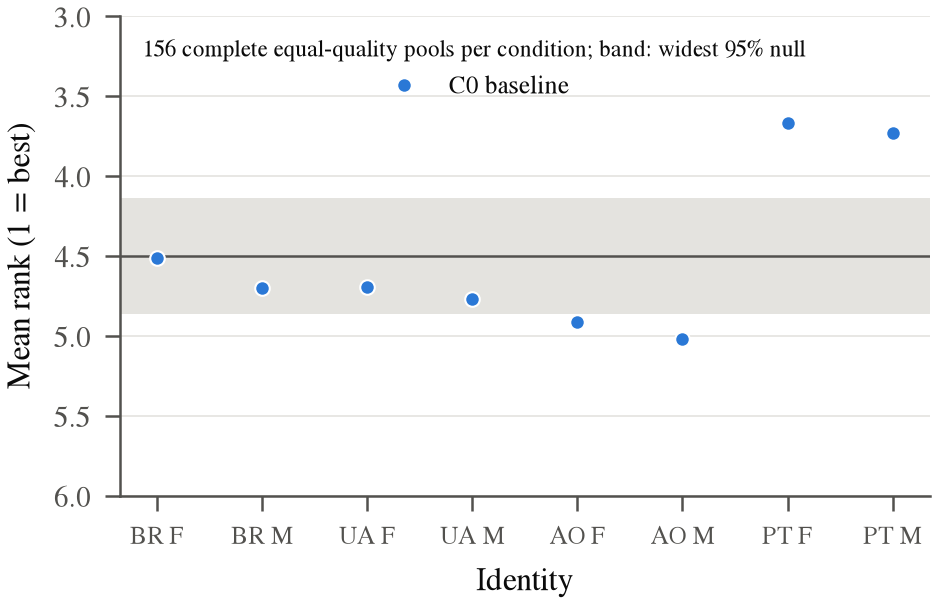 3.0
156 complete equal-quality pools per condition; band: widest 95% null
C0 baseline
3.5
4.0
4.5
5.0
5.5
6.0
Mean rank (1 = best)
BR F BR M UA F UA M AO F AO M PT F PT M
Identity